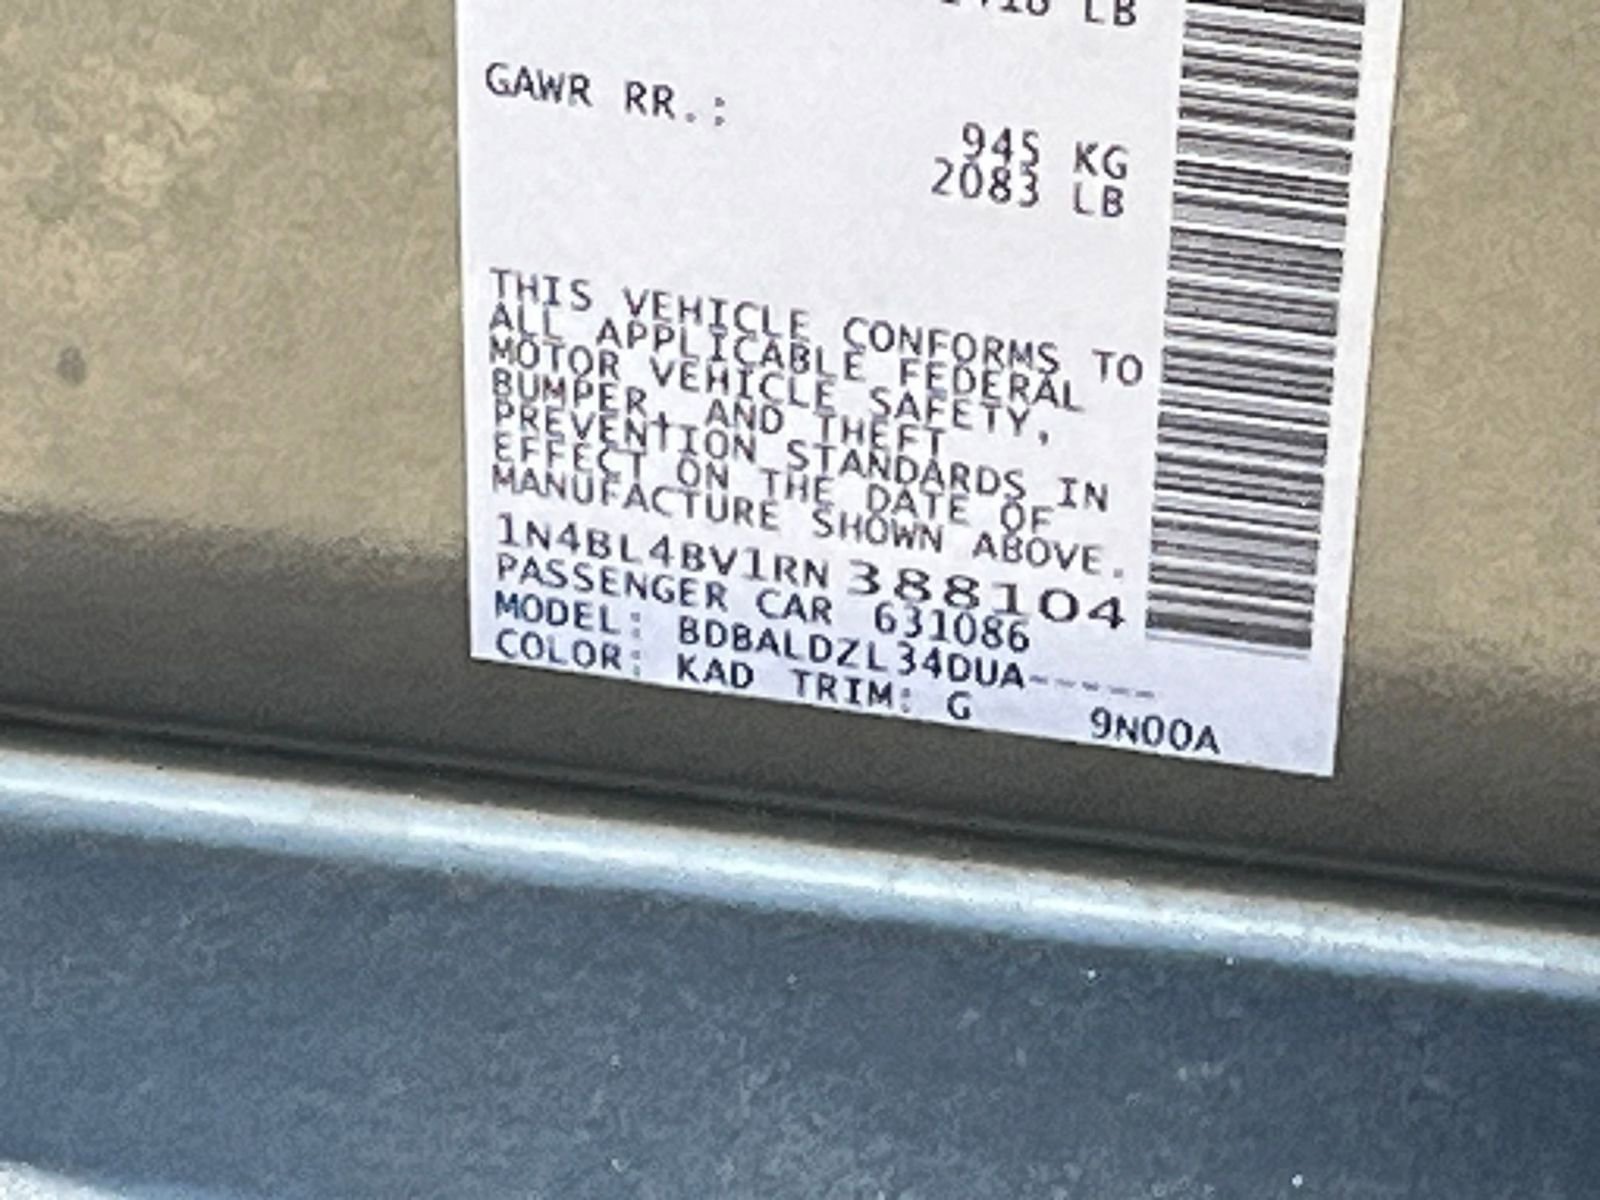 LB
GAWR RR.:
945 KG
2083 LB
THIS VEHICLE CONFORMS TO
ALL APPLICABLE FEDERAL
MOTOR VEHICLE SAFETY,
BUMPER, AND THEFT
PREVENTION STANDARDS IN
EFFECT ON THE DATE OF
MANUFACTURE SHOWN ABOVE.
1N4BL4BV1RN388104
PASSENGER CAR 631086
MODEL: BDBALDZL34DUA-----
COLOR: KAD TRIM: G 9N00A